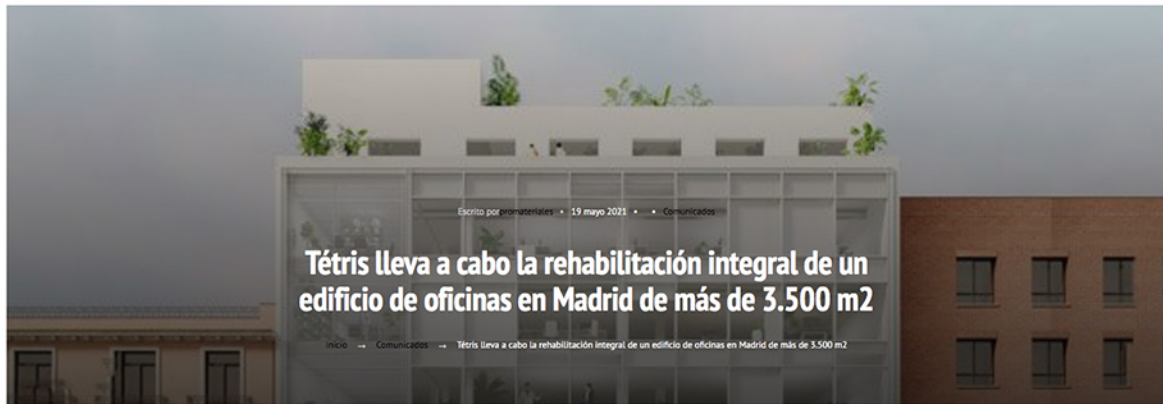 Escrito por promateriales • 19 mayo 2021 • • Comunicados
Tétris lleva a cabo la rehabilitación integral de un
edificio de oficinas en Madrid de más de 3.500 m2
Inicio → Comunicados → Tétris lleva a cabo la rehabilitación integral de un edificio de oficinas en Madrid de más de 3.500 m2